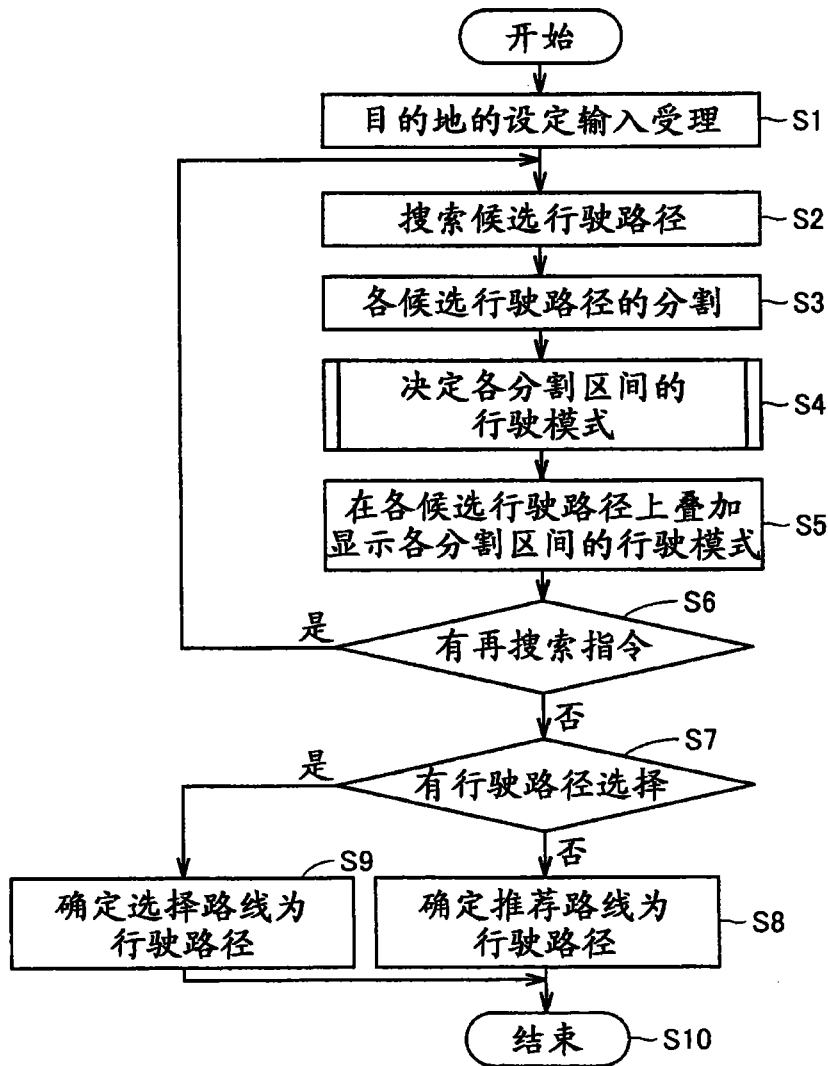 开始
目的地的设定输入受理
S1
搜索候选行驶路径
S2
各候选行驶路径的分割
S3
决定各分割区间的
行驶模式
S4
在各候选行驶路径上叠加
显示各分割区间的行驶模式
S5
S6
是
有再搜索指令
否
S7
是
有行驶路径选择
否
S9
确定选择路线为
行驶路径
确定推荐路线为
行驶路径
S8
结束
S10